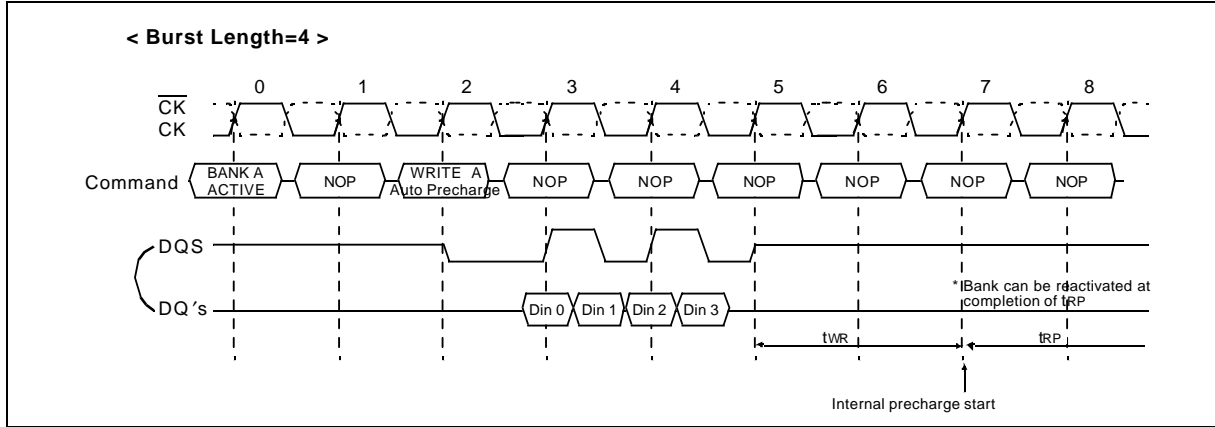 < Burst Length=4 >
0 1 2 3 4 5 6 7 8
CK
CK
Command
BANK A
ACTIVE
NOP
WRITE A
Auto Precharge
NOP
NOP
NOP
NOP
NOP
NOP
DQS
DQ's
Din 0 Din 1 Din 2 Din 3
* Bank can be reactivated at
completion of tRP
tWR
tRP
Internal precharge start